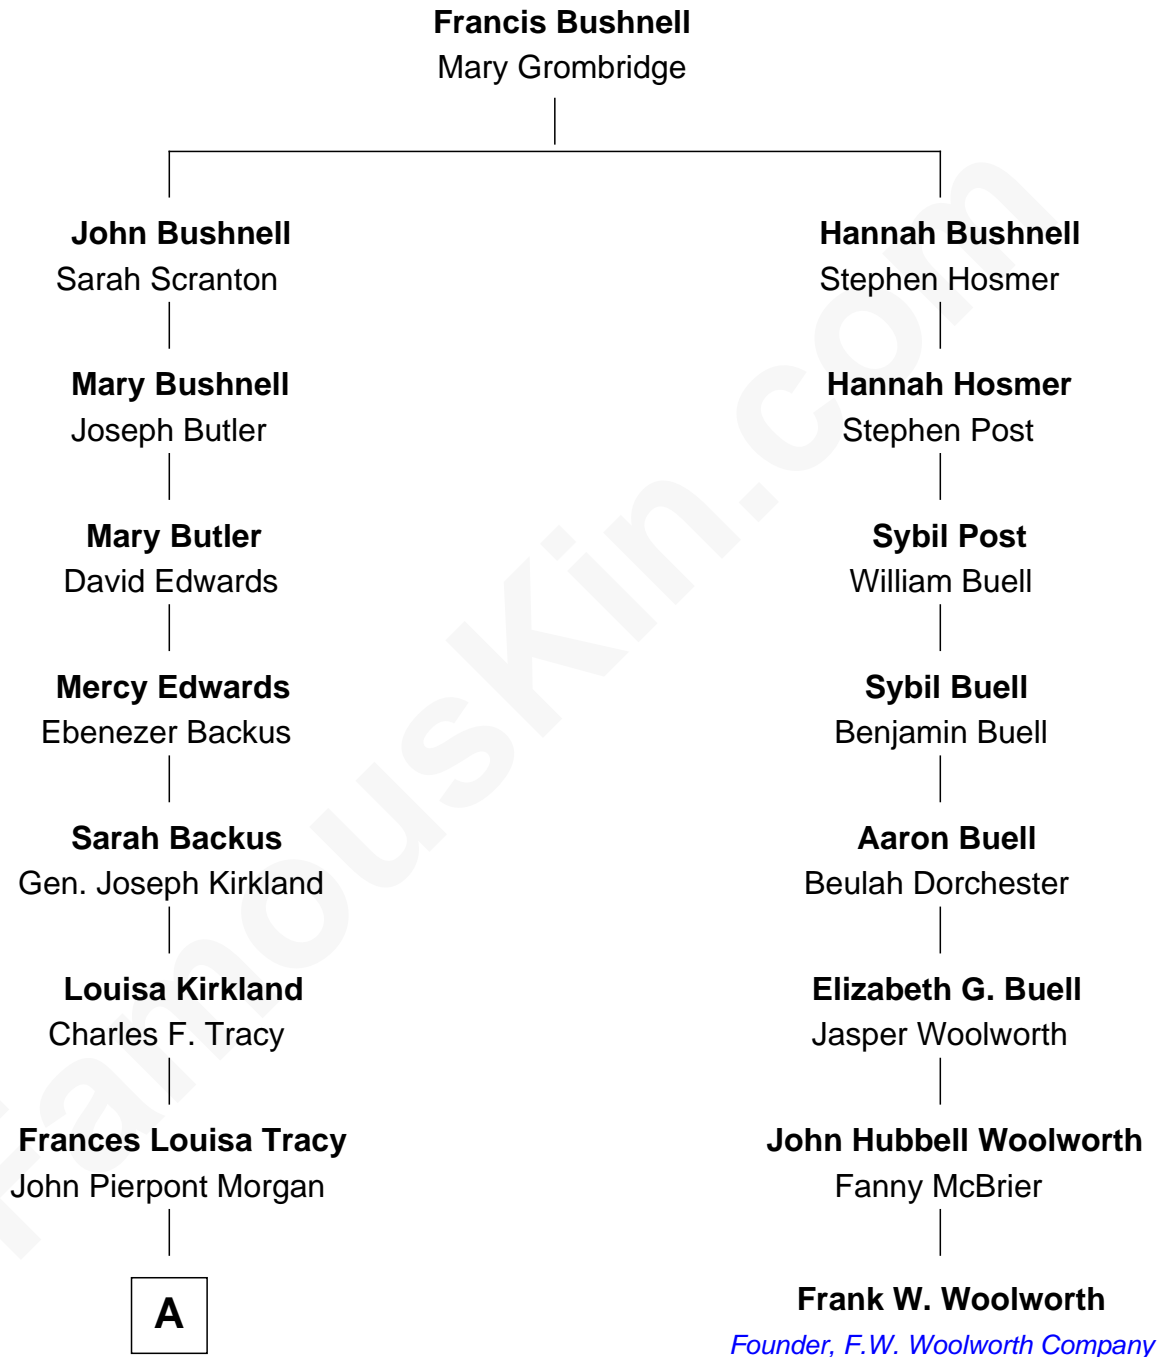 Francis Bushnell
Mary Grombridge
John Bushnell
Sarah Scranton
Hannah Bushnell
Stephen Hosmer
Mary Bushnell
Joseph Butler
Hannah Hosmer
Stephen Post
Mary Butler
David Edwards
Sybil Post
William Buell
Mercy Edwards
Ebenezer Backus
Sybil Buell
Benjamin Buell
Sarah Backus
Gen. Joseph Kirkland
Aaron Buell
Beulah Dorchester
Louisa Kirkland
Charles F. Tracy
Elizabeth G. Buell
Jasper Woolworth
Frances Louisa Tracy
John Pierpont Morgan
John Hubbell Woolworth
Fanny McBrier
A
Frank W. Woolworth
Founder, F.W. Woolworth Company
FamousKin.com